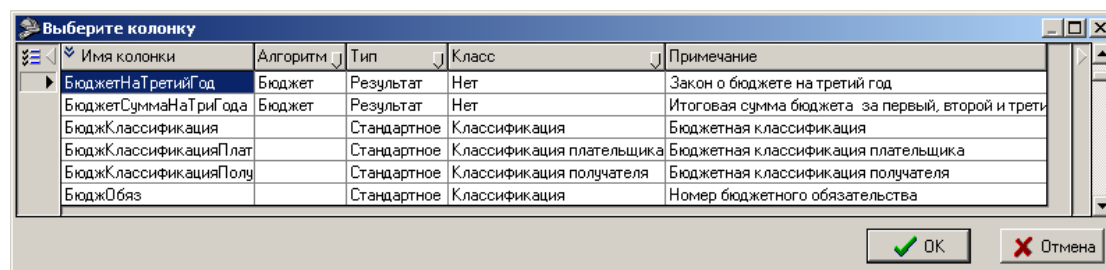 Выберите колонку
Имя колонки Алгоритм Тип Класс Примечание
БюджетНаТретийГод Бюджет Результат Нет Закон о бюджете на третий год
БюджетСуммаНаТриГода Бюджет Результат Нет Итоговая сумма бюджета за первый, второй и трети
БюджКлассификация Стандартное Классификация Бюджетная классификация
БюджКлассификацияПлат Стандартное Классификация плательщика Бюджетная классификация плательщика
БюджКлассификацияПолу Стандартное Классификация получателя Бюджетная классификация получателя
БюджОбяз Стандартное Классификация Номер бюджетного обязательства
OK Отмена